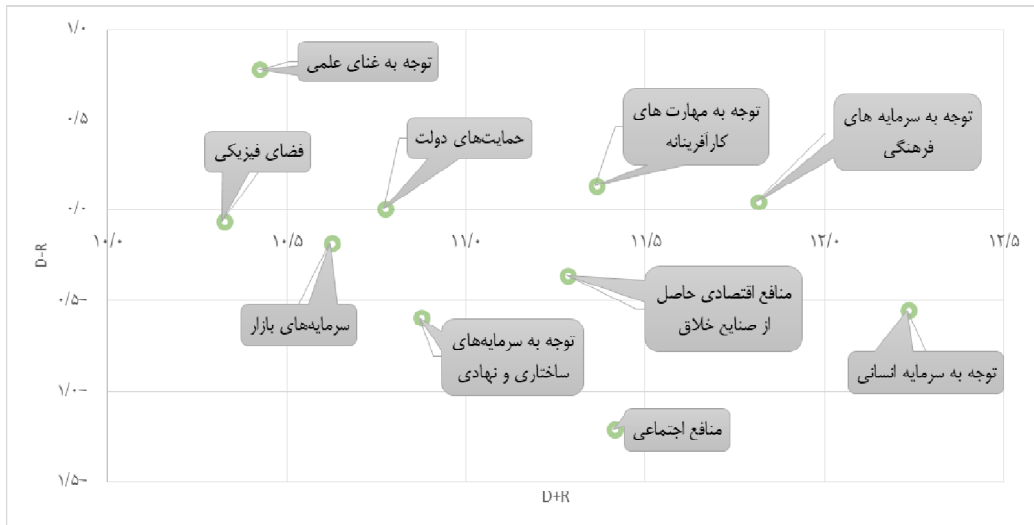 ۱/۰
توجه به غنای علمی
۰/۵
توجه به مهارت های
کارآفرینانه
توجه به سرمایه های
فرهنگی
حمایت‌های دولت
فضای فیزیکی
۰/۰
۱۰/۰
۱۰/۵
۱۱/۰
۱۱/۵
۱۲/۰
۱۲/۵
D-R
منافع اقتصادی حاصل
از صنایع خلاق
۰/۵−
سرمایه‌های بازار
توجه به سرمایه‌های
ساختاری و نهادی
توجه به سرمایه انسانی
۱/۰−
منافع اجتماعی
۱/۵−
D+R